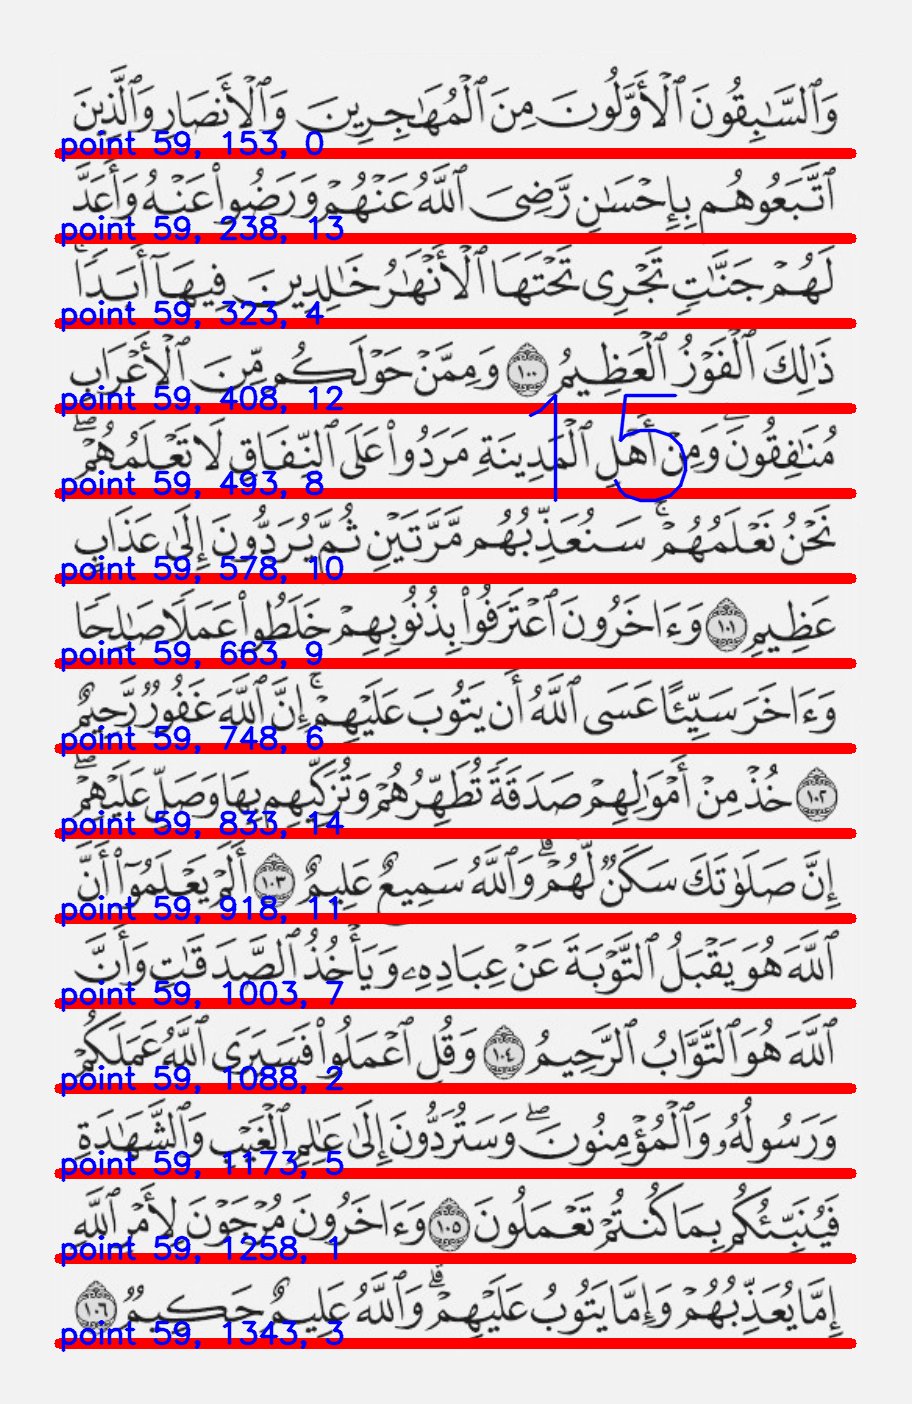 وَٱلسَّٰبِقُونَ ٱلْأَوَّلُونَ مِنَ ٱلْمُهَٰجِرِينَ وَٱلْأَنصَارِ وَٱلَّذِينَ
point 59, 153, 0
ٱتَّبَعُوهُم بِإِحْسَٰنٍ رَّضِىَ ٱللَّهُ عَنْهُمْ وَرَضُوا۟ عَنْهُ وَأَعَدَّ
point 59, 238, 13
لَهُمْ جَنَّٰتٍ تَجْرِى تَحْتَهَا ٱلْأَنْهَٰرُ خَٰلِدِينَ فِيهَآ أَبَدًا ۚ
point 59, 323, 4
ذَٰلِكَ ٱلْفَوْزُ ٱلْعَظِيمُ ١٠٠ وَمِمَّنْ حَوْلَكُم مِّنَ ٱلْأَعْرَابِ
point 59, 408, 12
15
مُنَٰفِقُونَ ۖ وَمِنْ أَهْلِ ٱلْمَدِينَةِ مَرَدُوا۟ عَلَى ٱلنِّفَاقِ لَا تَعْلَمُهُمْ ۖ
point 59, 493, 8
نَحْنُ نَعْلَمُهُمْ ۚ سَنُعَذِّبُهُم مَّرَّتَيْنِ ثُمَّ يُرَدُّونَ إِلَىٰ عَذَابٍ
point 59, 578, 10
عَظِيمٍ ١٠١ وَءَاخَرُونَ ٱعْتَرَفُوا۟ بِذُنُوبِهِمْ خَلَطُوا۟ عَمَلًا صَٰلِحًا
point 59, 663, 9
وَءَاخَرَ سَيِّئًا عَسَى ٱللَّهُ أَن يَتُوبَ عَلَيْهِمْ ۚ إِنَّ ٱللَّهَ غَفُورٌ رَّحِيمٌ
point 59, 748, 6
١٠٢ خُذْ مِنْ أَمْوَٰلِهِمْ صَدَقَةً تُطَهِّرُهُمْ وَتُزَكِّيهِم بِهَا وَصَلِّ عَلَيْهِمْ ۖ
point 59, 833, 14
إِنَّ صَلَوٰتَكَ سَكَنٌ لَّهُمْ ۗ وَٱللَّهُ سَمِيعٌ عَلِيمٌ ١٠٣ أَلَمْ يَعْلَمُوٓا۟ أَنَّ
point 59, 918, 11
ٱللَّهَ هُوَ يَقْبَلُ ٱلتَّوْبَةَ عَنْ عِبَادِهِۦ وَيَأْخُذُ ٱلصَّدَقَٰتِ وَأَنَّ
point 59, 1003, 7
ٱللَّهَ هُوَ ٱلتَّوَّابُ ٱلرَّحِيمُ ١٠٤ وَقُلِ ٱعْمَلُوا۟ فَسَيَرَى ٱللَّهُ عَمَلَكُمْ
point 59, 1088, 2
وَرَسُولُهُۥ وَٱلْمُؤْمِنُونَ ۖ وَسَتُرَدُّونَ إِلَىٰ عَٰلِمِ ٱلْغَيْبِ وَٱلشَّهَٰدَةِ
point 59, 1173, 5
فَيُنَبِّئُكُم بِمَا كُنتُمْ تَعْمَلُونَ ١٠٥ وَءَاخَرُونَ مُرْجَوْنَ لِأَمْرِ ٱللَّهِ
point 59, 1258, 1
إِمَّا يُعَذِّبُهُمْ وَإِمَّا يَتُوبُ عَلَيْهِمْ ۗ وَٱللَّهُ عَلِيمٌ حَكِيمٌ ١٠٦
point 59, 1343, 3